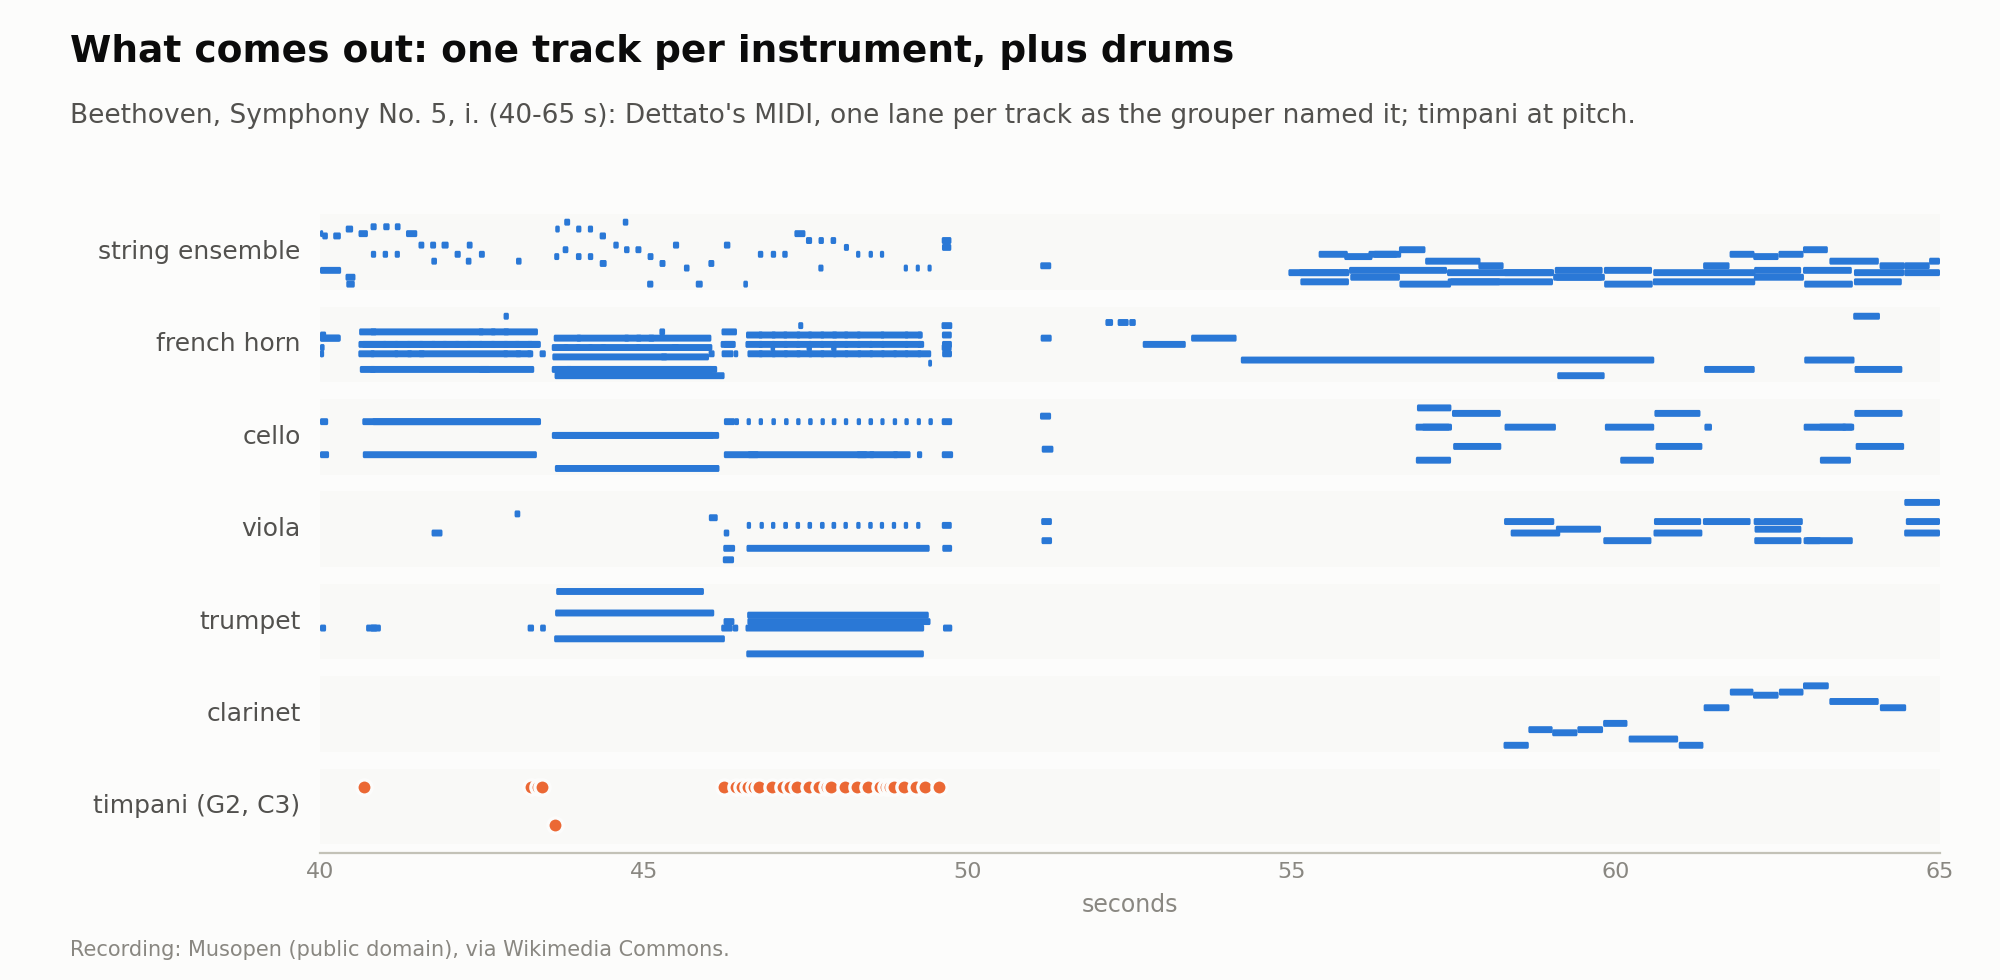 What comes out: one track per instrument, plus drums
Beethoven, Symphony No. 5, i. (40-65 s): Dettato's MIDI, one lane per track as the grouper named it; timpani at pitch.
string ensemble
french horn
cello
viola
trumpet
clarinet
timpani (G2, C3)
40 45 50 55 60 65
seconds
Recording: Musopen (public domain), via Wikimedia Commons.